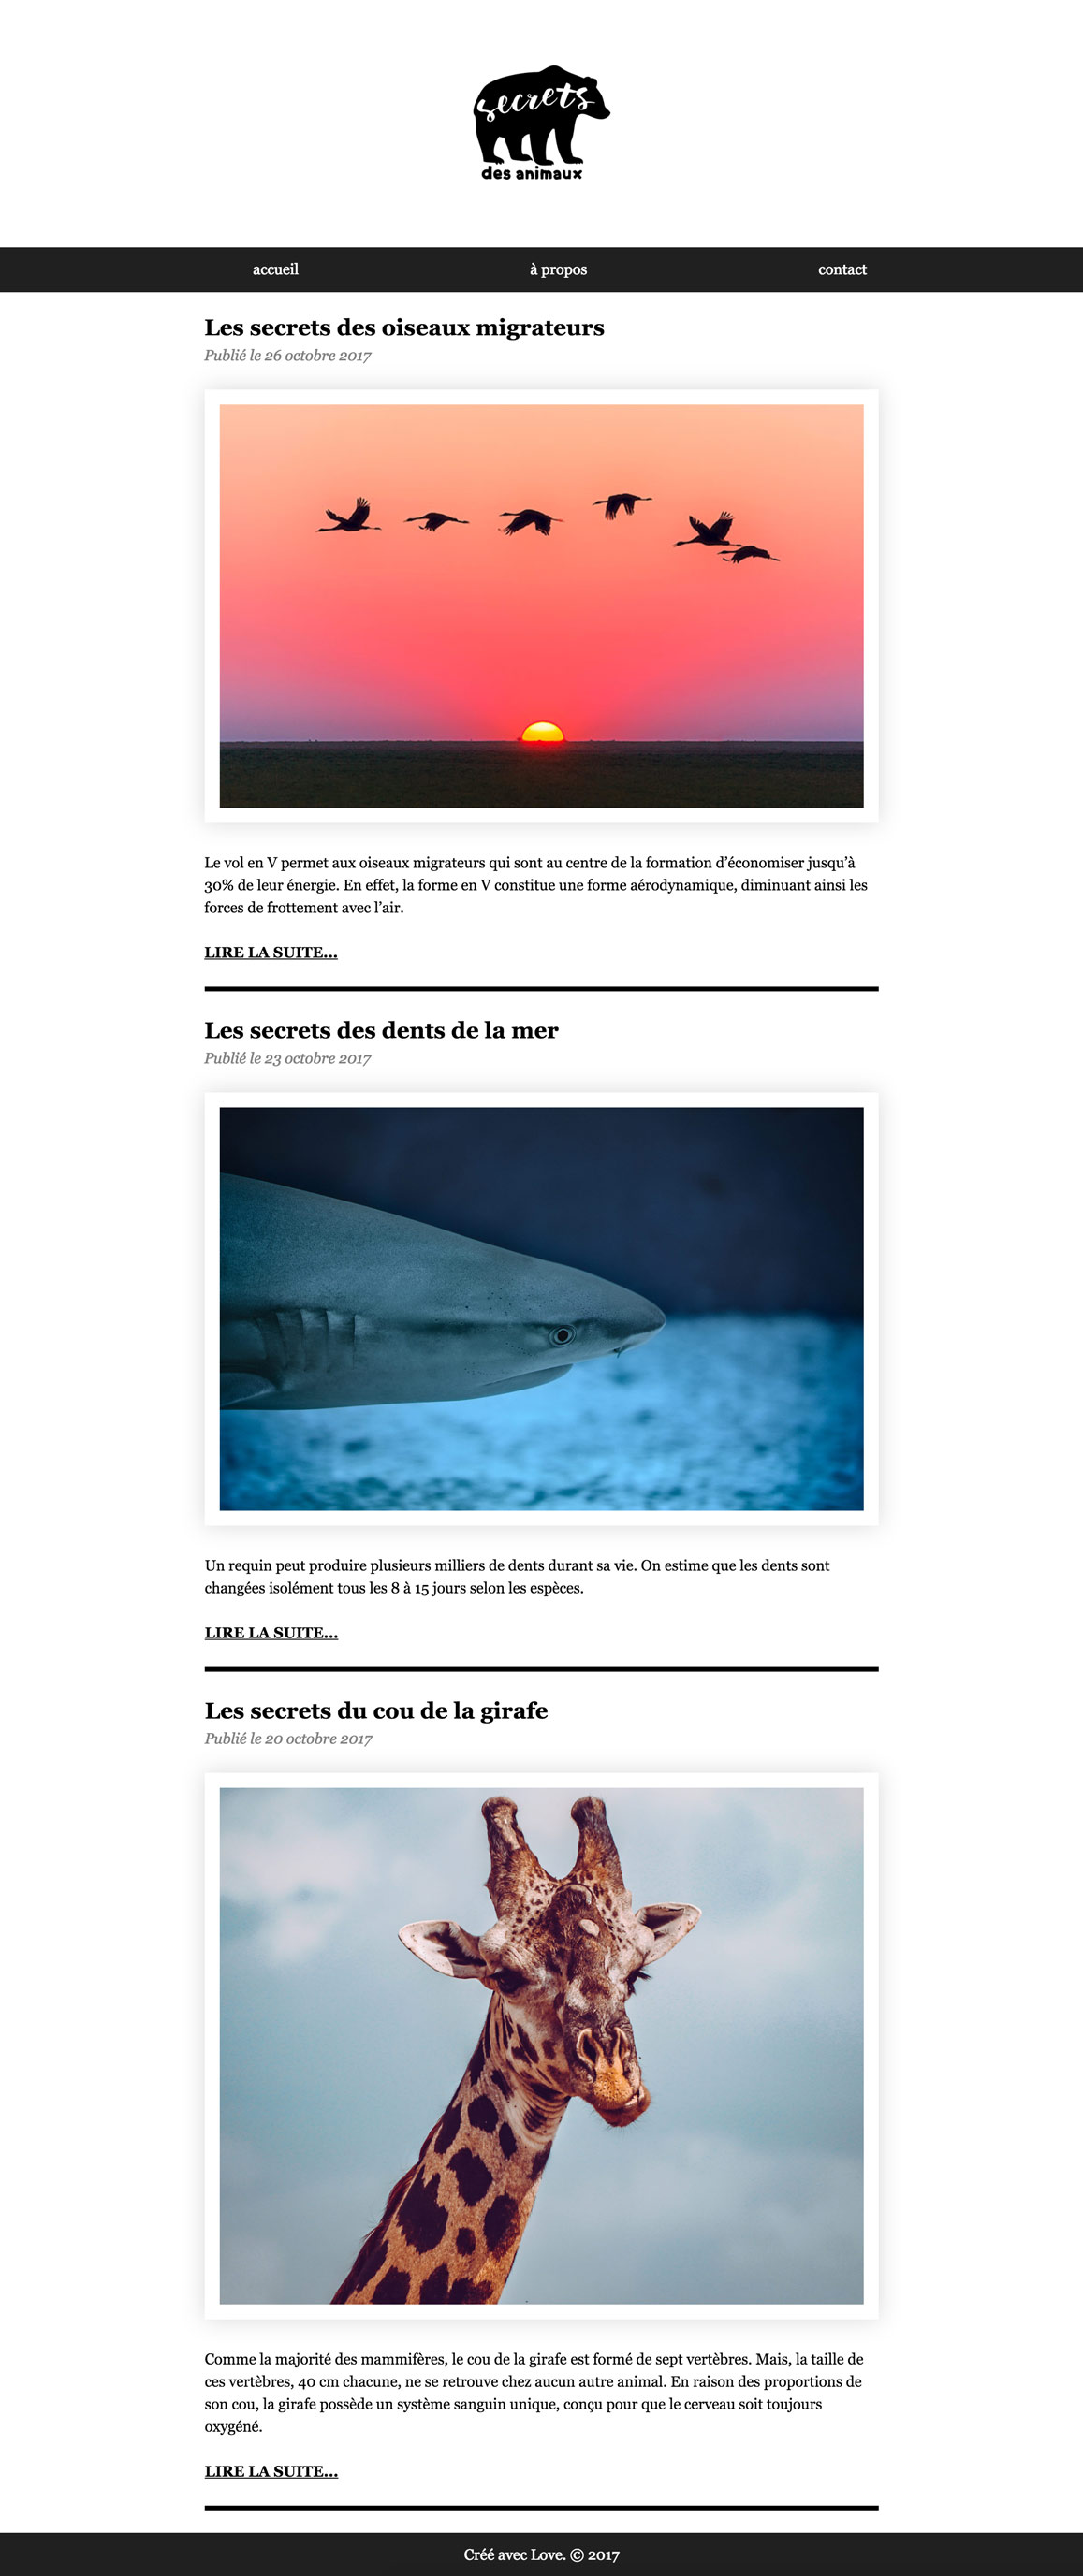 secrets
des animaux
accueil
à propos
contact
Les secrets des oiseaux migrateurs
Publié le 26 octobre 2017
Le vol en V permet aux oiseaux migrateurs qui sont au centre de la formation d’économiser jusqu’à
30% de leur énergie. En effet, la forme en V constitue une forme aérodynamique, diminuant ainsi les
forces de frottement avec l’air.
LIRE LA SUITE...
Les secrets des dents de la mer
Publié le 23 octobre 2017
Un requin peut produire plusieurs milliers de dents durant sa vie. On estime que les dents sont
changées isolément tous les 8 à 15 jours selon les espèces.
LIRE LA SUITE...
Les secrets du cou de la girafe
Publié le 20 octobre 2017
Comme la majorité des mammifères, le cou de la girafe est formé de sept vertèbres. Mais, la taille de
ces vertèbres, 40 cm chacune, ne se retrouve chez aucun autre animal. En raison des proportions de
son cou, la girafe possède un système sanguin unique, conçu pour que le cerveau soit toujours
oxygéné.
LIRE LA SUITE...
Créé avec Love. © 2017